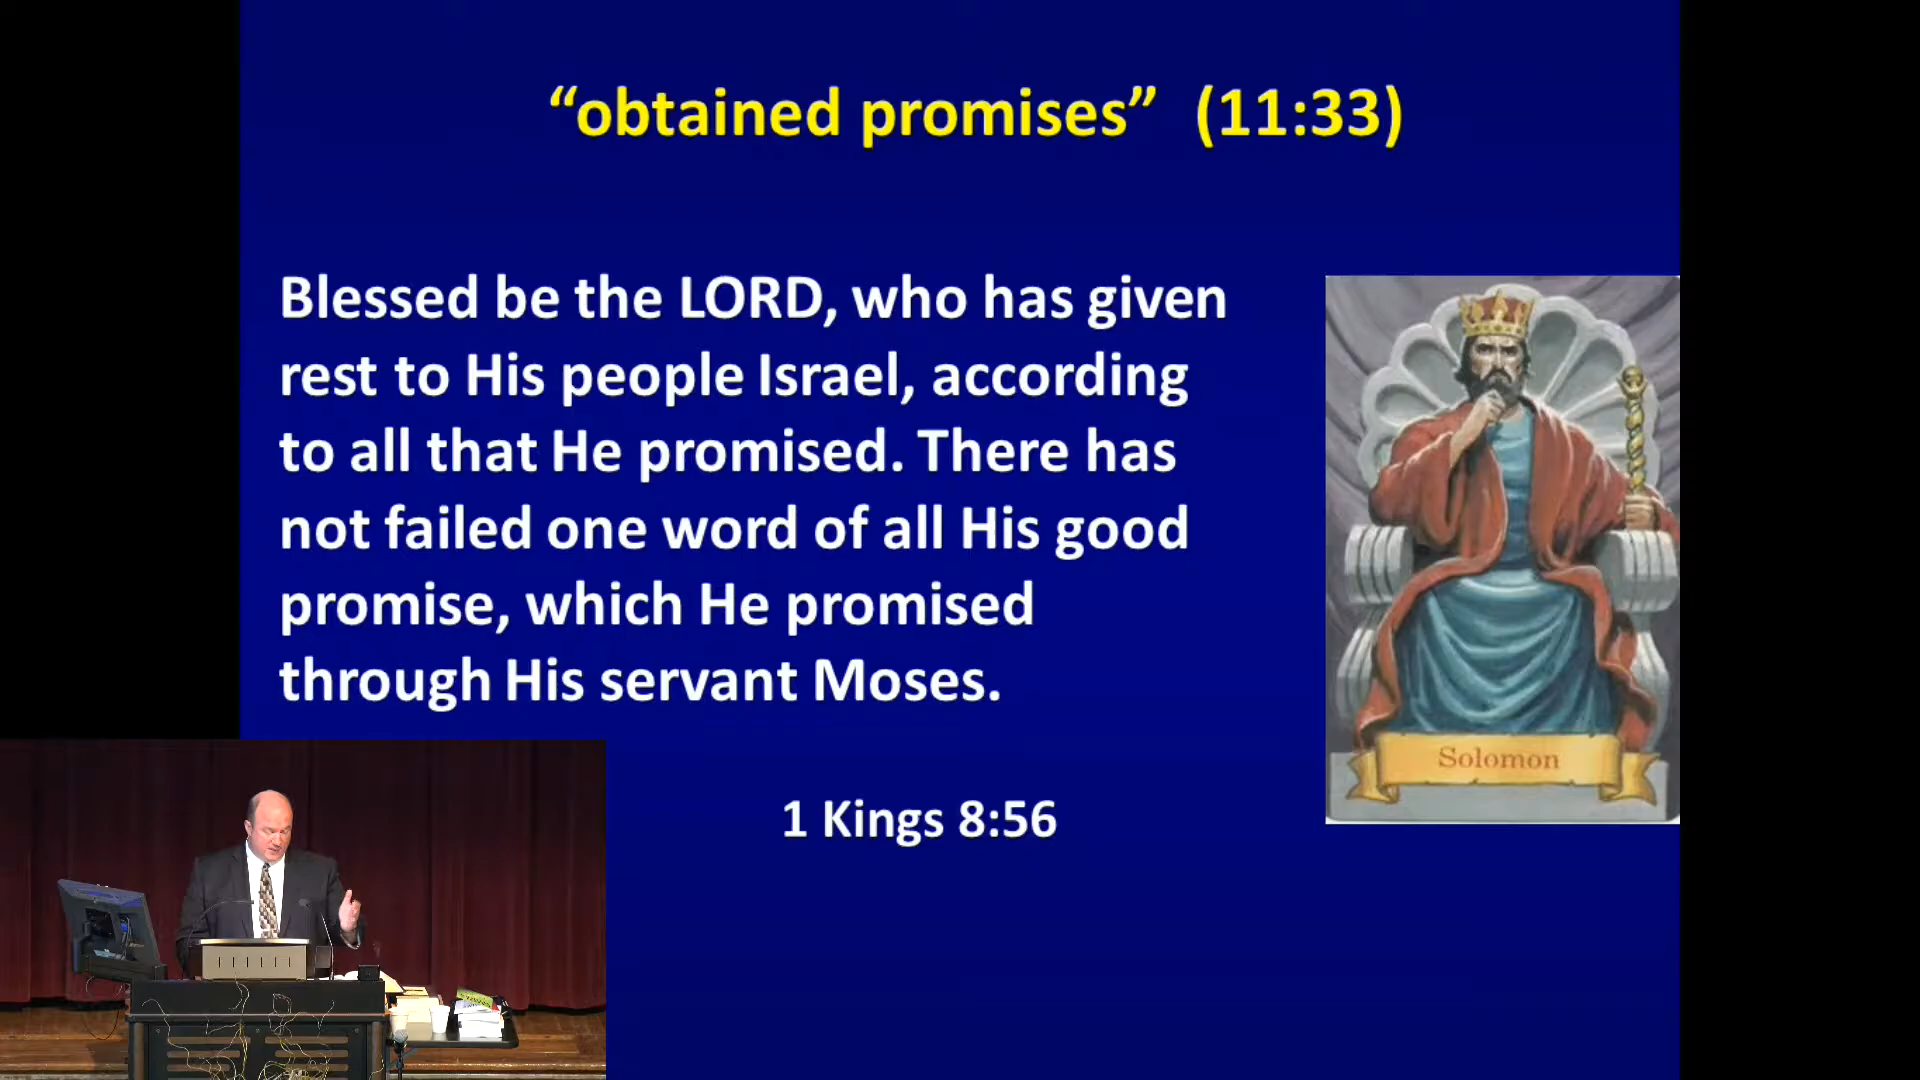 “obtained promises” (11:33)
Blessed be the LORD, who has given
rest to His people Israel, according
to all that He promised. There has
not failed one word of all His good
promise, which He promised
through His servant Moses.
Solomon
1 Kings 8:56